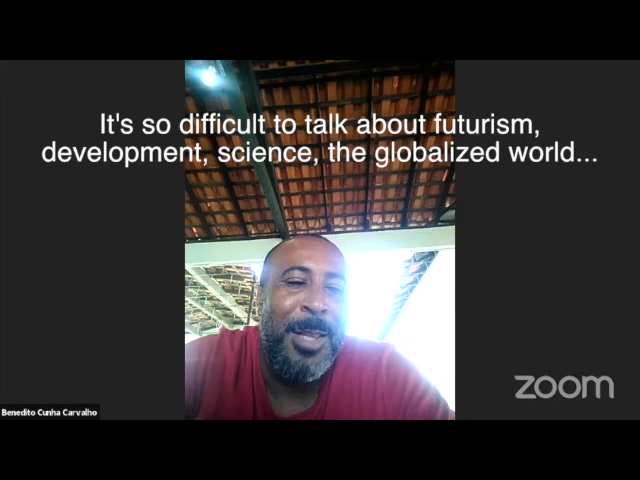 It's so difficult to talk about futurism,
development, science, the globalized world...
zoom
Benedito Cunha Carvalho